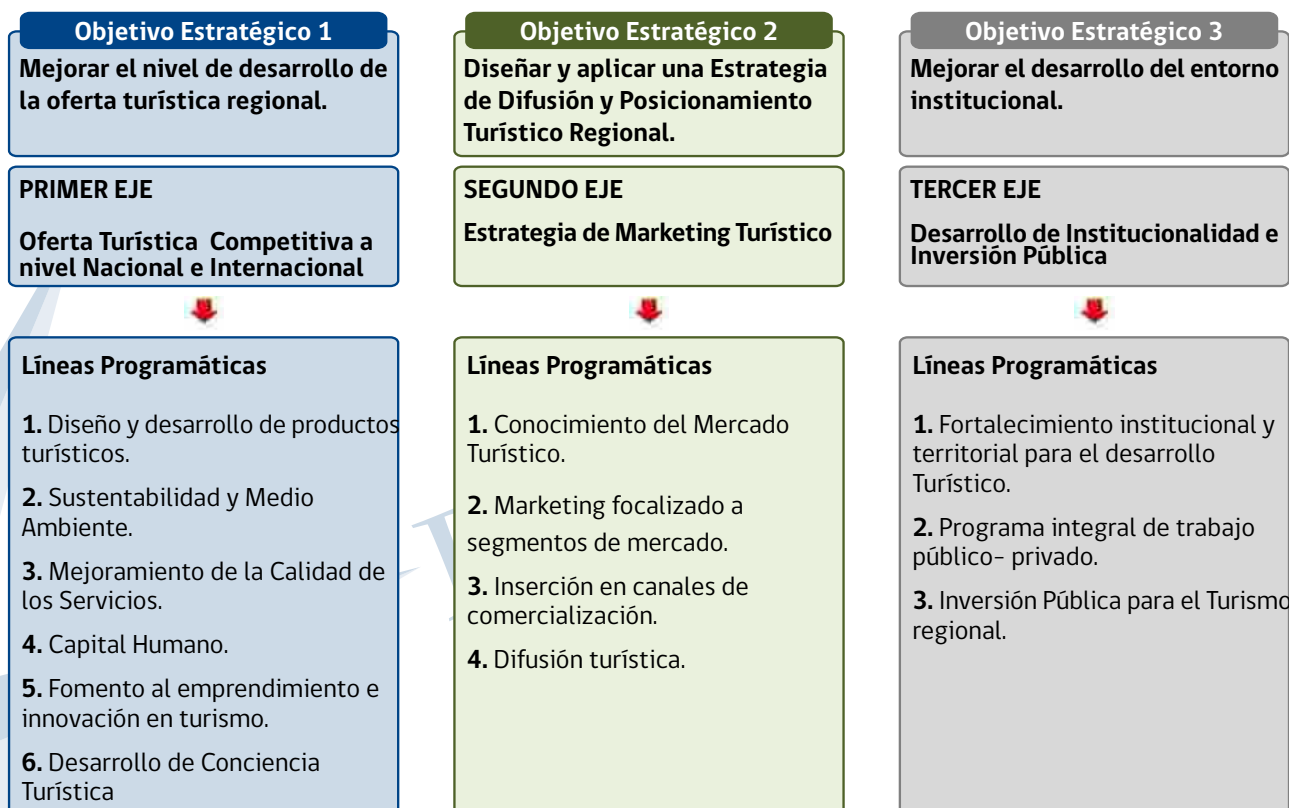 Objetivo Estratégico 1
Mejorar el nivel de desarrollo de
la oferta turística regional.
PRIMER EJE
Oferta Turística Competitiva a
nivel Nacional e Internacional
Líneas Programáticas
1. Diseño y desarrollo de productos
turísticos.
2. Sustentabilidad y Medio
Ambiente.
3. Mejoramiento de la Calidad de
los Servicios.
4. Capital Humano.
5. Fomento al emprendimiento e
innovación en turismo.
6. Desarrollo de Conciencia
Turística
Objetivo Estratégico 2
Diseñar y aplicar una Estrategia
de Difusión y Posicionamiento
Turístico Regional.
SEGUNDO EJE
Estrategia de Marketing Turístico
Líneas Programáticas
1. Conocimiento del Mercado
Turístico.
2. Marketing focalizado a
segmentos de mercado.
3. Inserción en canales de
comercialización.
4. Difusión turística.
Objetivo Estratégico 3
Mejorar el desarrollo del entorno
institucional.
TERCER EJE
Desarrollo de Institucionalidad e
Inversión Pública
Líneas Programáticas
1. Fortalecimiento institucional y
territorial para el desarrollo
Turístico.
2. Programa integral de trabajo
público- privado.
3. Inversión Pública para el Turismo
regional.